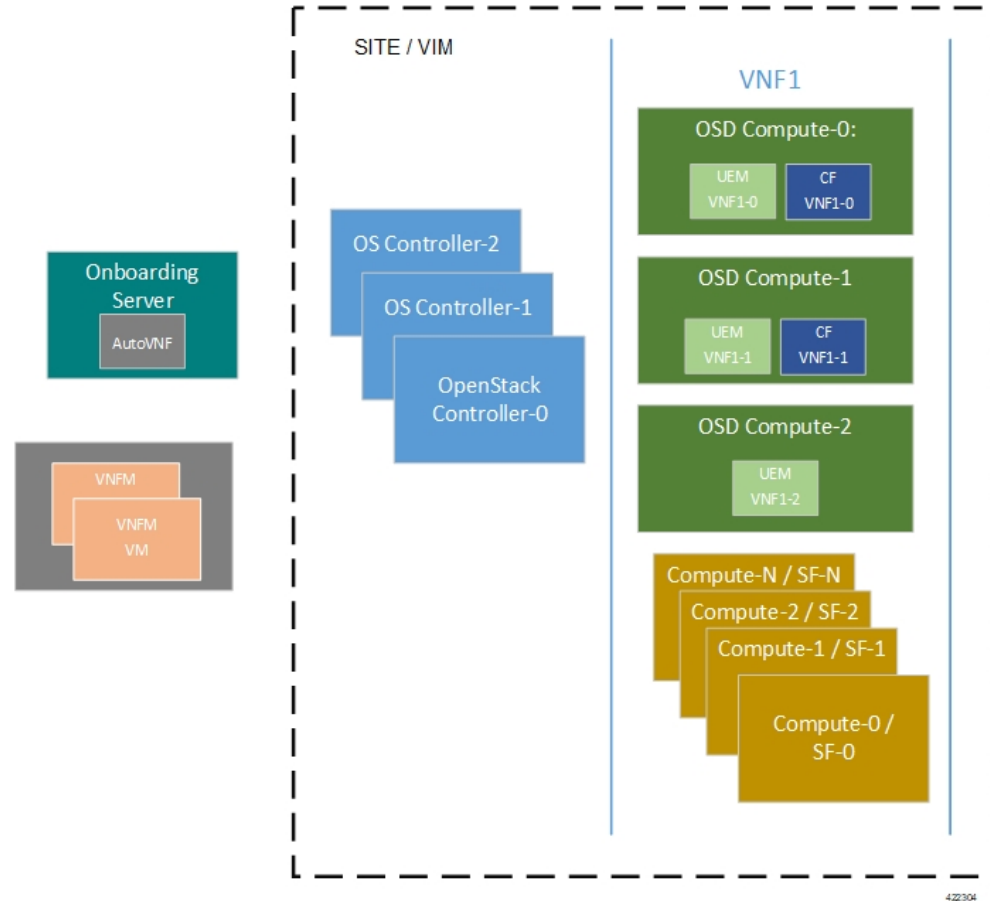 SITE / VIM
VNF1
OSD Compute-0:
UEM
VNF1-0
CF
VNF1-0
OS Controller-2
OS Controller-1
OpenStack
Controller-0
Onboarding
Server
AutoVNF
OSD Compute-1
UEM
VNF1-1
CF
VNF1-1
OSD Compute-2
UEM
VNF1-2
VNFM
VNFM
VM
Compute-N / SF-N
Compute-2 / SF-2
Compute-1 / SF-1
Compute-0 /
SF-0
422304